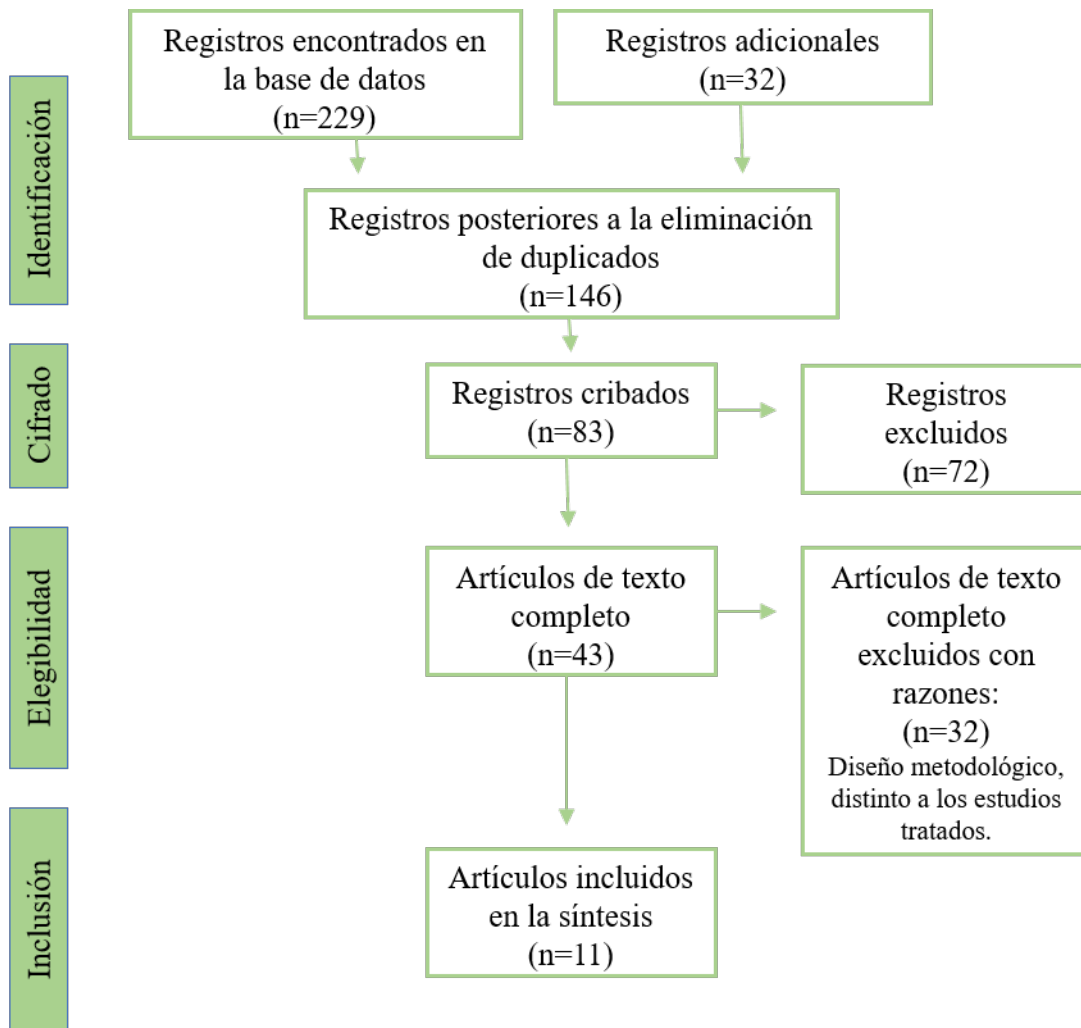 Registros encontrados en
la base de datos
(n=229)
Registros adicionales
(n=32)
Identificación
Registros posteriores a la eliminación
de duplicados
(n=146)
Cifrado
Registros cribados
(n=83)
Registros
excluidos
(n=72)
Elegibilidad
Artículos de texto
completo
(n=43)
Artículos de texto
completo
excluidos con
razones:
(n=32)
Diseño metodológico,
distinto a los estudios
tratados.
Inclusión
Artículos incluidos
en la síntesis
(n=11)